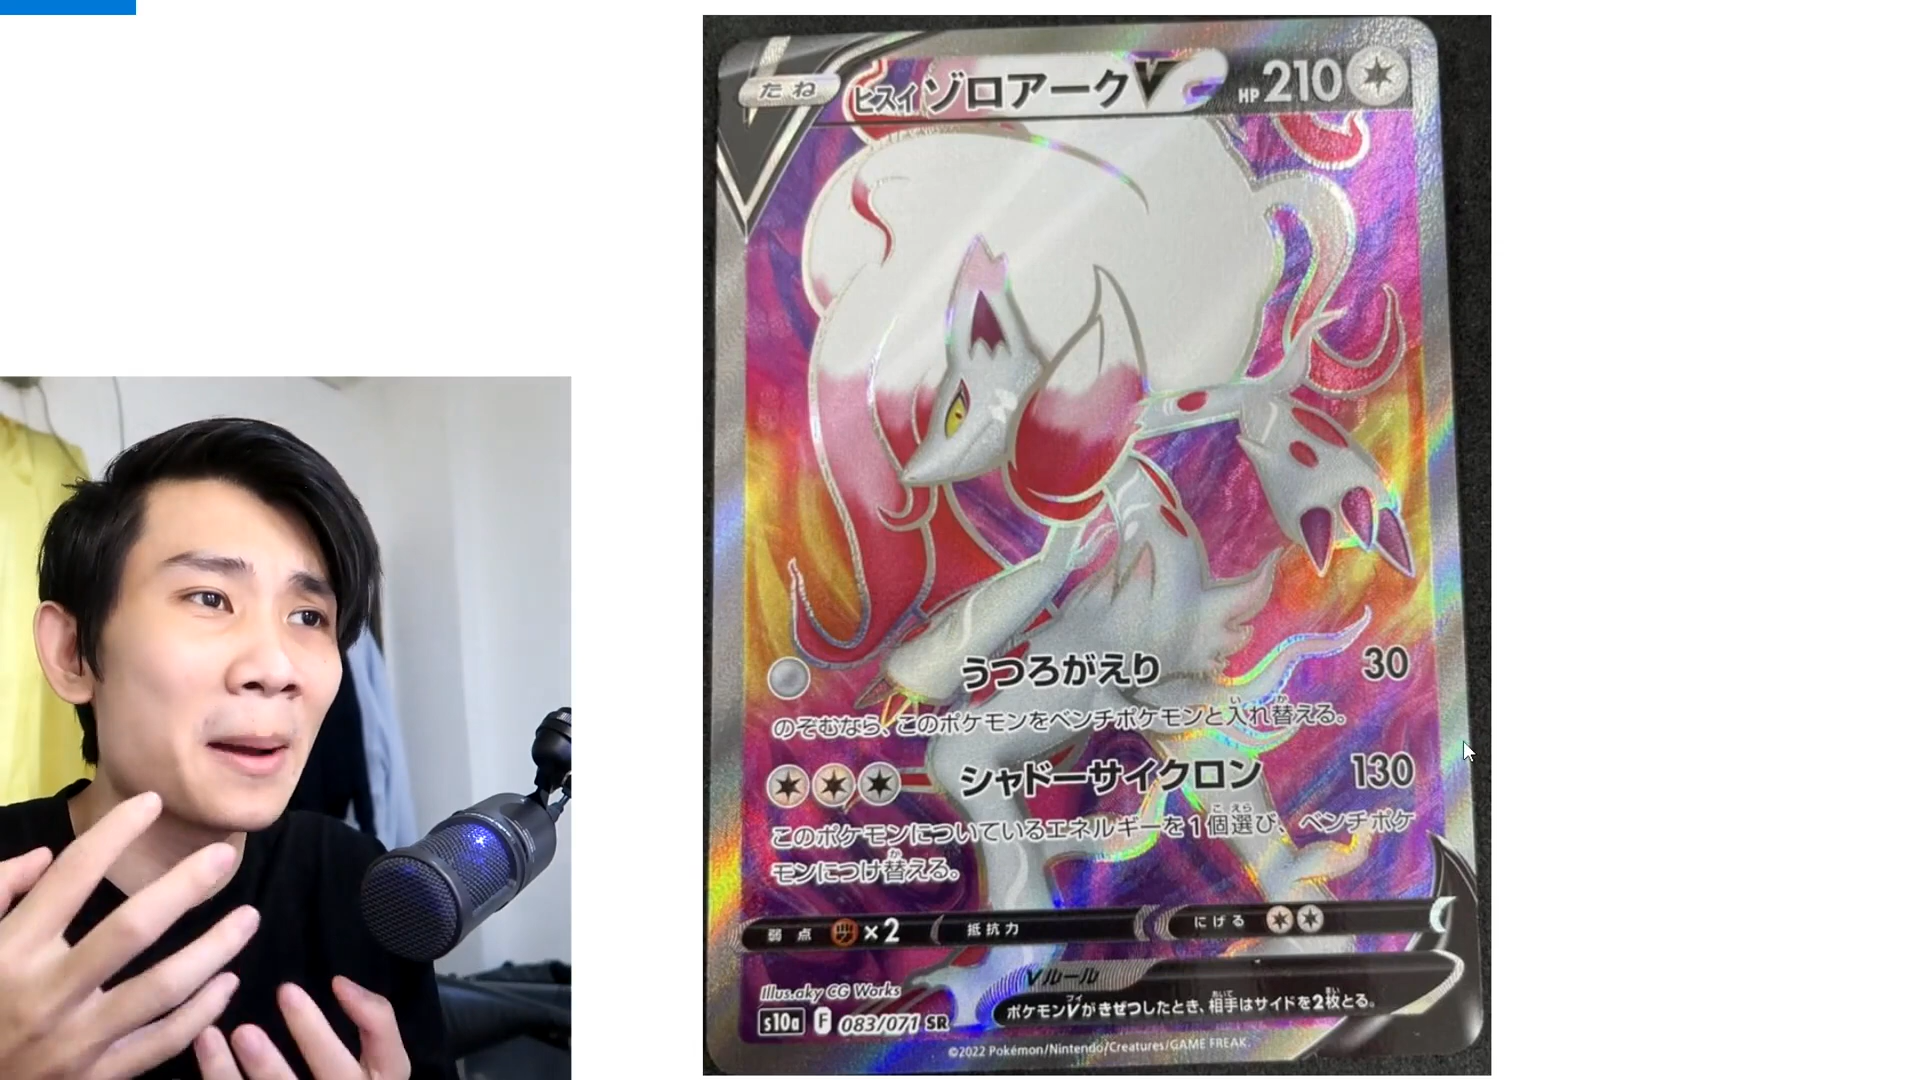 たね
ヒスイ ゾロアークV HP210
うつろがえり 30
のぞむなら、このポケモンをベンチポケモンと入れ替える。
シャドーサイクロン 130
このポケモンについているエネルギーを1個選び、ベンチポケ
モンにつけ替える。
弱点 ×2 抵抗力 にげる
Vルール
ポケモンVがきぜつしたとき、相手はサイドを2枚とる。
Illus.aky CG Works
s10a F 083/071 SR
©2022 Pokémon/Nintendo/Creatures/GAME FREAK.